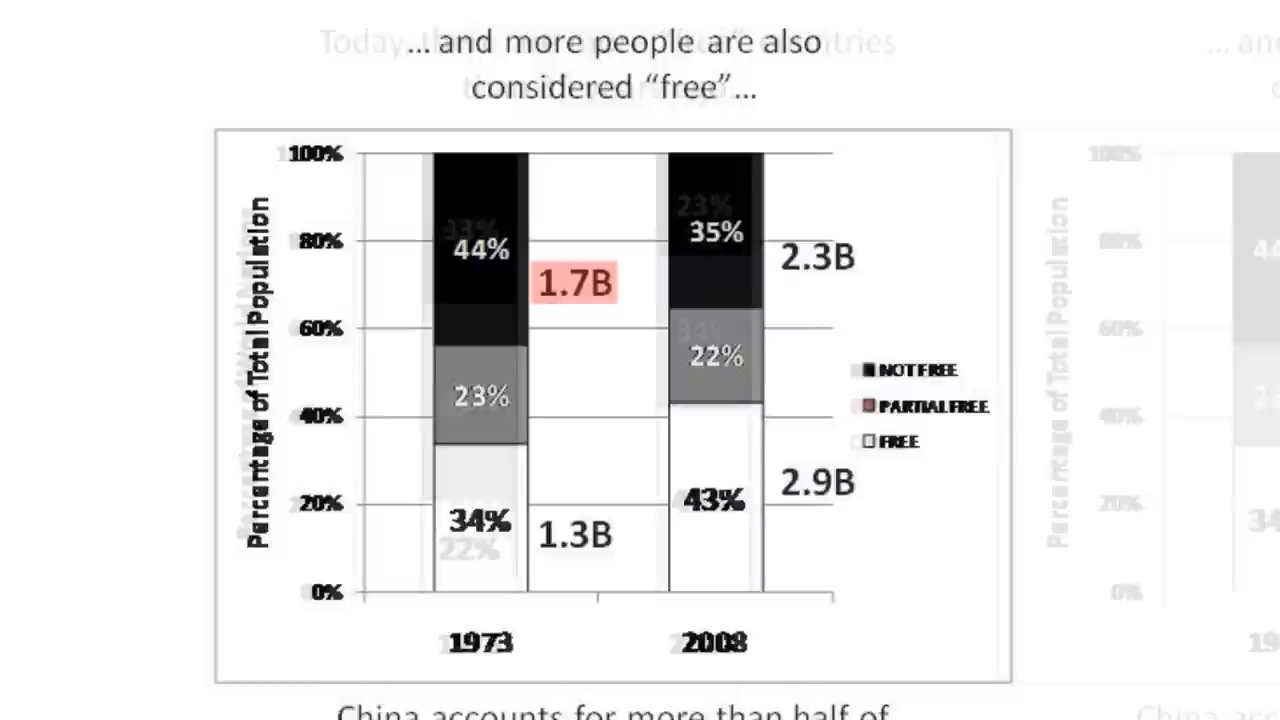 ... and more people are also
considered “free”...
Percentage of Total Population
100%
80%
60%
40%
20%
0%
44%
23%
34%
1.7B
1.3B
35%
22%
43%
2.3B
2.9B
NOT FREE
PARTIAL FREE
FREE
1973
2008
China accounts for more than half of